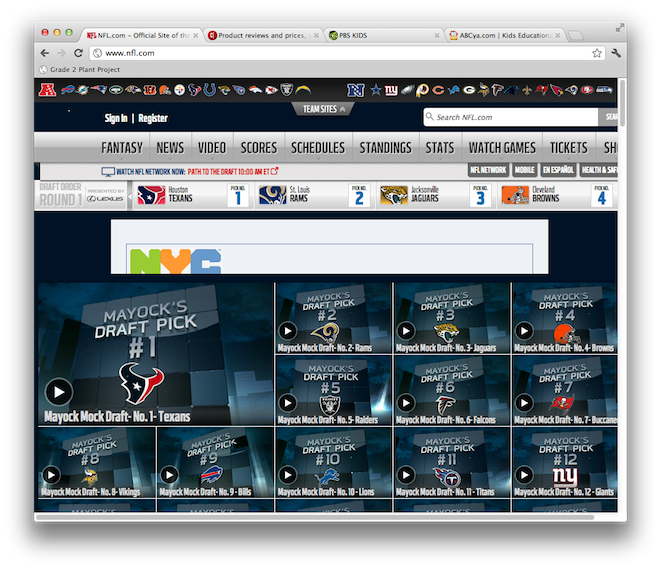 NFL.com – Official Site of the
Product reviews and prices,
PBS KIDS
ABCya.com | Kids Educational
www.nfl.com
Grade 2 Plant Project
TEAM SITES
Sign In | Register
Search NFL.com
SEAR
FANTASY NEWS VIDEO SCORES SCHEDULES STANDINGS STATS WATCH GAMES TICKETS SH
WATCH NFL NETWORK NOW: PATH TO THE DRAFT 10:00 AM ET
NFL NETWORK MOBILE EN ESPAÑOL HEALTH & SAF
DRAFT ORDER
ROUND 1
PRESENTED BY
LEXUS
Houston
TEXANS
PICK NO.
1
St. Louis
RAMS
PICK NO.
2
Jacksonville
JAGUARS
PICK NO.
3
Cleveland
BROWNS
PICK NO.
4
NYC
MAYOCK'S
DRAFT PICK
#1
Mayock Mock Draft- No. 1- Texans
MAYOCK'S
DRAFT PICK
#2
Mayock Mock Draft- No. 2- Rams
MAYOCK'S
DRAFT PICK
#3
Mayock Mock Draft- No. 3- Jaguars
MAYOCK'S
DRAFT PICK
#4
Mayock Mock Draft- No. 4- Browns
MAYOCK'S
DRAFT PICK
#5
Mayock Mock Draft- No. 5- Raiders
MAYOCK'S
DRAFT PICK
#6
Mayock Mock Draft- No. 6- Falcons
MAYOCK'S
DRAFT PICK
#7
Mayock Mock Draft- No. 7- Buccanee
MAYOCK'S
DRAFT PICK
#8
Mayock Mock Draft- No. 8- Vikings
MAYOCK'S
DRAFT PICK
#9
Mayock Mock Draft- No. 9 - Bills
MAYOCK'S
DRAFT PICK
#10
Mayock Mock Draft- No. 10 - Lions
MAYOCK'S
DRAFT PICK
#11
Mayock Mock Draft- No. 11 - Titans
MAYOCK'S
DRAFT PICK
#12
ny
Mayock Mock Draft- No. 12 - Giants